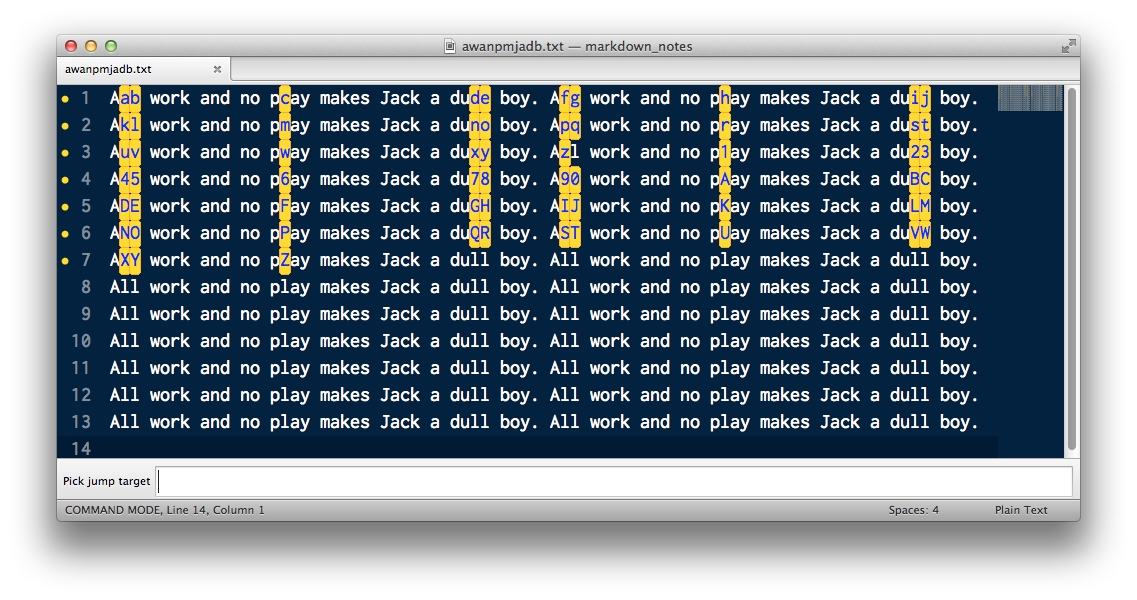 awanpmjadb.txt — markdown_notes
awanpmjadb.txt
1 Aab work and no pcay makes Jack a dude boy. Afg work and no phay makes Jack a duij boy.
2 Akl work and no pmay makes Jack a duno boy. Apq work and no pray makes Jack a dust boy.
3 Auv work and no pway makes Jack a duxy boy. Azl work and no p1ay makes Jack a du23 boy.
4 A45 work and no p6ay makes Jack a du78 boy. A90 work and no pAay makes Jack a duBC boy.
5 ADE work and no pFay makes Jack a duGH boy. AIJ work and no pKay makes Jack a duLM boy.
6 ANO work and no pPay makes Jack a duQR boy. AST work and no pUay makes Jack a duVW boy.
7 AXY work and no pZay makes Jack a dull boy. All work and no play makes Jack a dull boy.
8 All work and no play makes Jack a dull boy. All work and no play makes Jack a dull boy.
9 All work and no play makes Jack a dull boy. All work and no play makes Jack a dull boy.
10 All work and no play makes Jack a dull boy. All work and no play makes Jack a dull boy.
11 All work and no play makes Jack a dull boy. All work and no play makes Jack a dull boy.
12 All work and no play makes Jack a dull boy. All work and no play makes Jack a dull boy.
13 All work and no play makes Jack a dull boy. All work and no play makes Jack a dull boy.
14
Pick jump target
COMMAND MODE, Line 14, Column 1 Spaces: 4 Plain Text